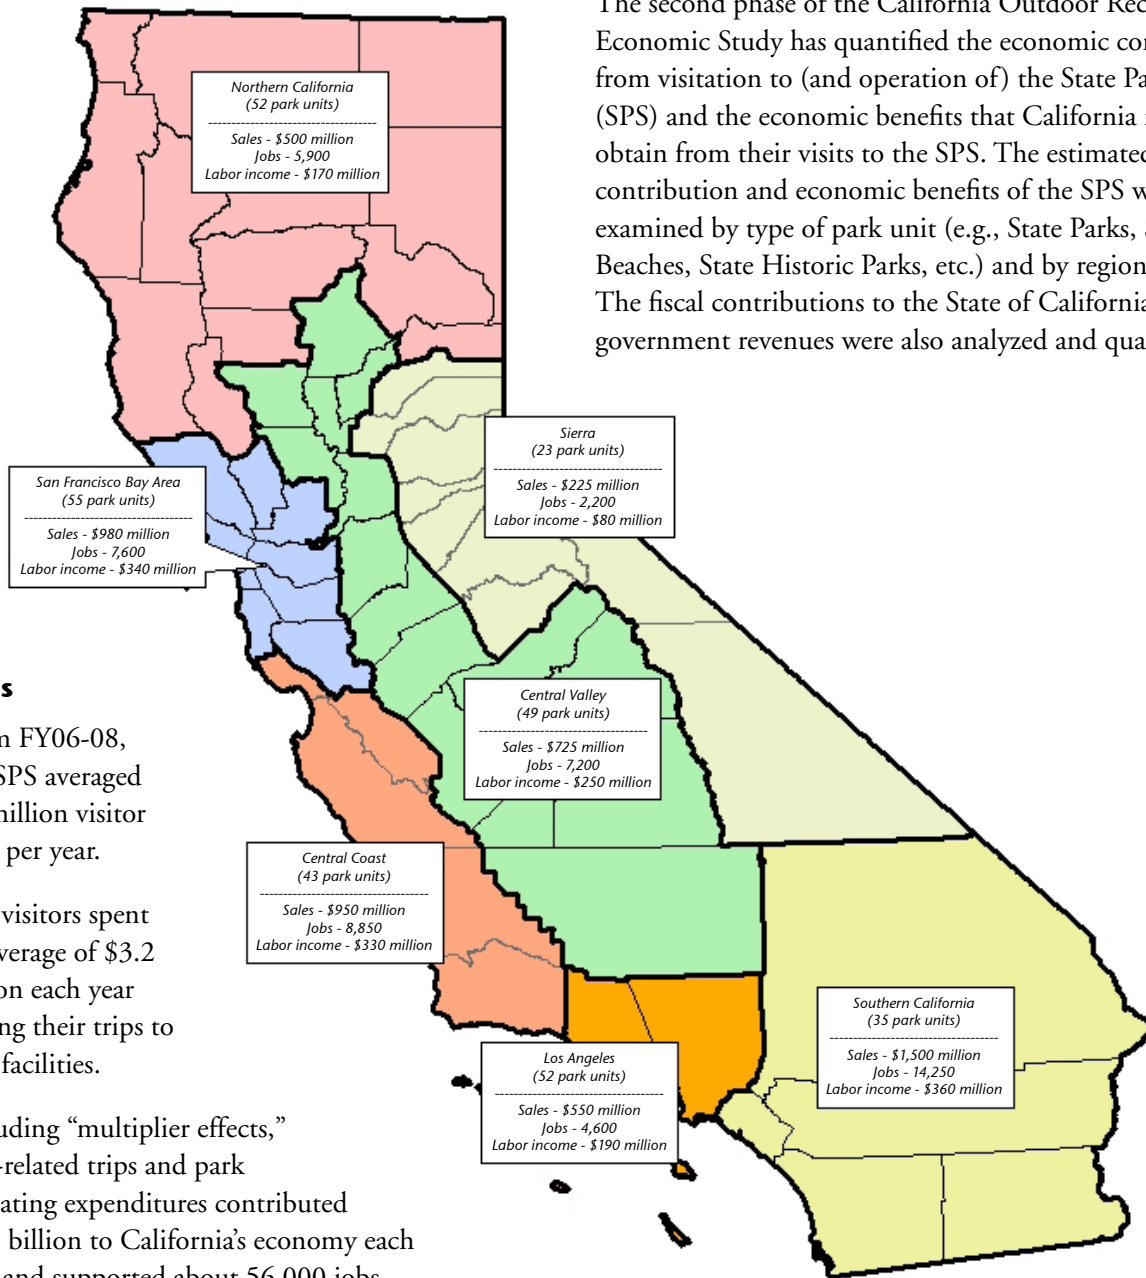 The second phase of the California Outdoor Rec
Economic Study has quantified the economic co
from visitation to (and operation of) the State Pa
(SPS) and the economic benefits that California
obtain from their visits to the SPS. The estimated
contribution and economic benefits of the SPS w
examined by type of park unit (e.g., State Parks,
Beaches, State Historic Parks, etc.) and by region
The fiscal contributions to the State of California
government revenues were also analyzed and qua
Northern California
(52 park units)
Sales - $500 million
Jobs - 5,900
Labor income - $170 million
Sierra
(23 park units)
Sales - $225 million
Jobs - 2,200
Labor income - $80 million
San Francisco Bay Area
(55 park units)
Sales - $980 million
Jobs - 7,600
Labor income - $340 million
Central Valley
(49 park units)
Sales - $725 million
Jobs - 7,200
Labor income - $250 million
Central Coast
(43 park units)
Sales - $950 million
Jobs - 8,850
Labor income - $330 million
Los Angeles
(52 park units)
Sales - $550 million
Jobs - 4,600
Labor income - $190 million
Southern California
(35 park units)
Sales - $1,500 million
Jobs - 14,250
Labor income - $360 million
s
m FY06-08,
SPS averaged
million visitor
per year.
visitors spent
verage of $3.2
on each year
ng their trips to
facilities.
uding “multiplier effects,”
-related trips and park
ating expenditures contributed
billion to California’s economy each
and supported about 56,000 jobs